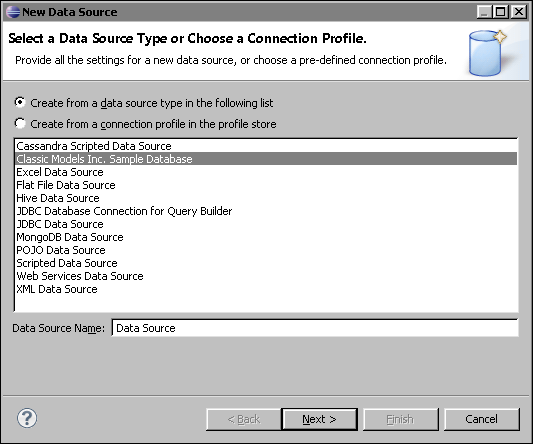 New Data Source
Select a Data Source Type or Choose a Connection Profile.
Provide all the settings for a new data source, or choose a pre-defined connection profile.
Create from a data source type in the following list
Create from a connection profile in the profile store
Cassandra Scripted Data Source
Classic Models Inc. Sample Database
Excel Data Source
Flat File Data Source
Hive Data Source
JDBC Database Connection for Query Builder
JDBC Data Source
MongoDB Data Source
POJO Data Source
Scripted Data Source
Web Services Data Source
XML Data Source
Data Source Name: Data Source
? < Back Next > Finish Cancel